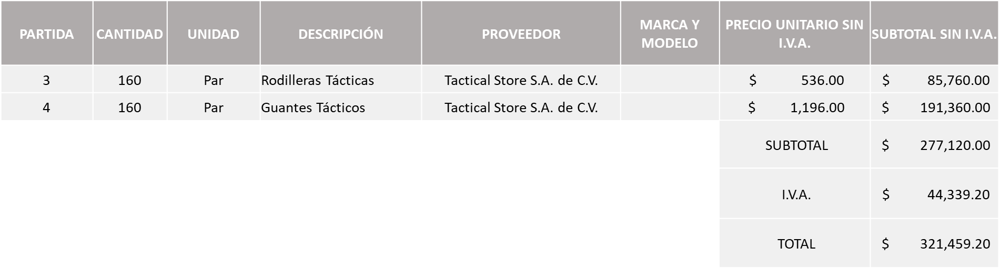 PARTIDA CANTIDAD UNIDAD DESCRIPCIÓN PROVEEDOR MARCA Y MODELO PRECIO UNITARIO SIN I.V.A. SUBTOTAL SIN I.V.A.
3 160 Par Rodilleras Tácticas Tactical Store S.A. de C.V. $ 536.00 $ 85,760.00
4 160 Par Guantes Tácticos Tactical Store S.A. de C.V. $ 1,196.00 $ 191,360.00
SUBTOTAL $ 277,120.00
I.V.A. $ 44,339.20
TOTAL $ 321,459.20